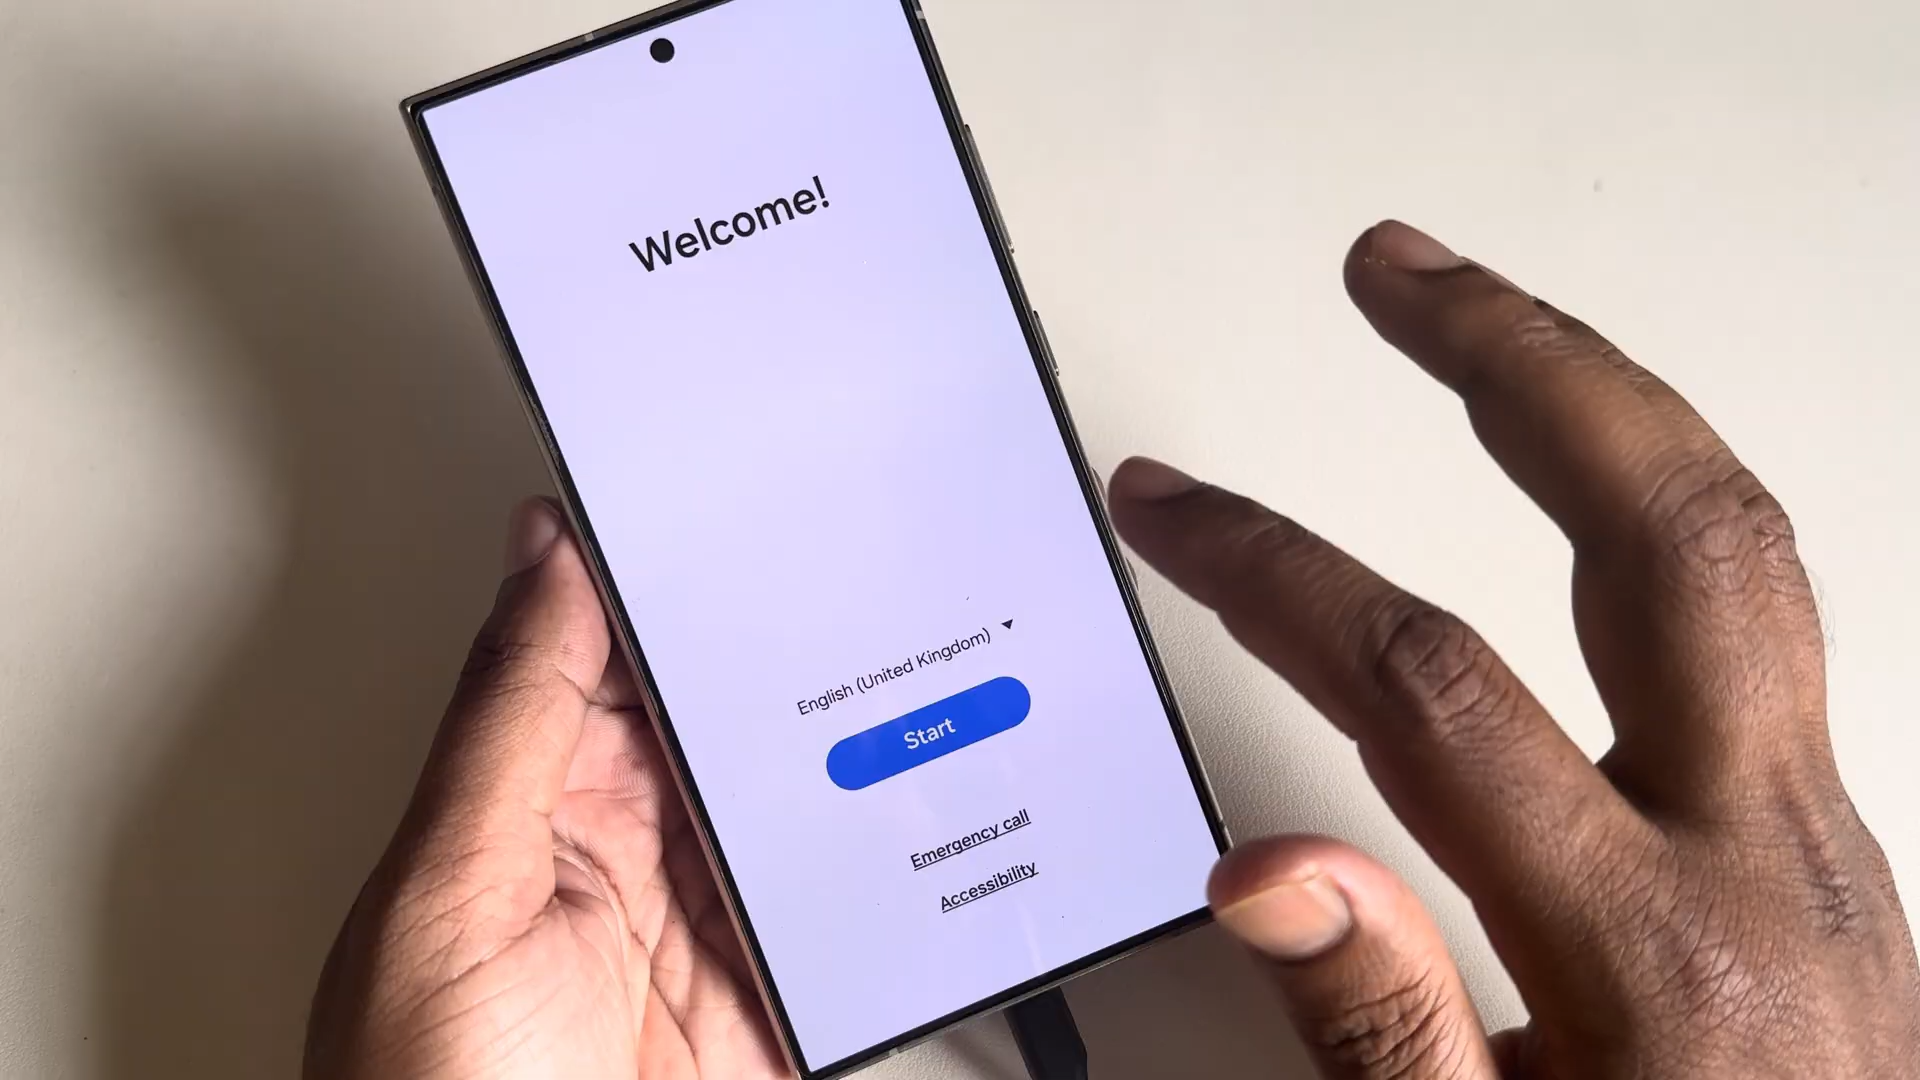 Welcome!
English (United Kingdom)
Start
Emergency call
Accessibility